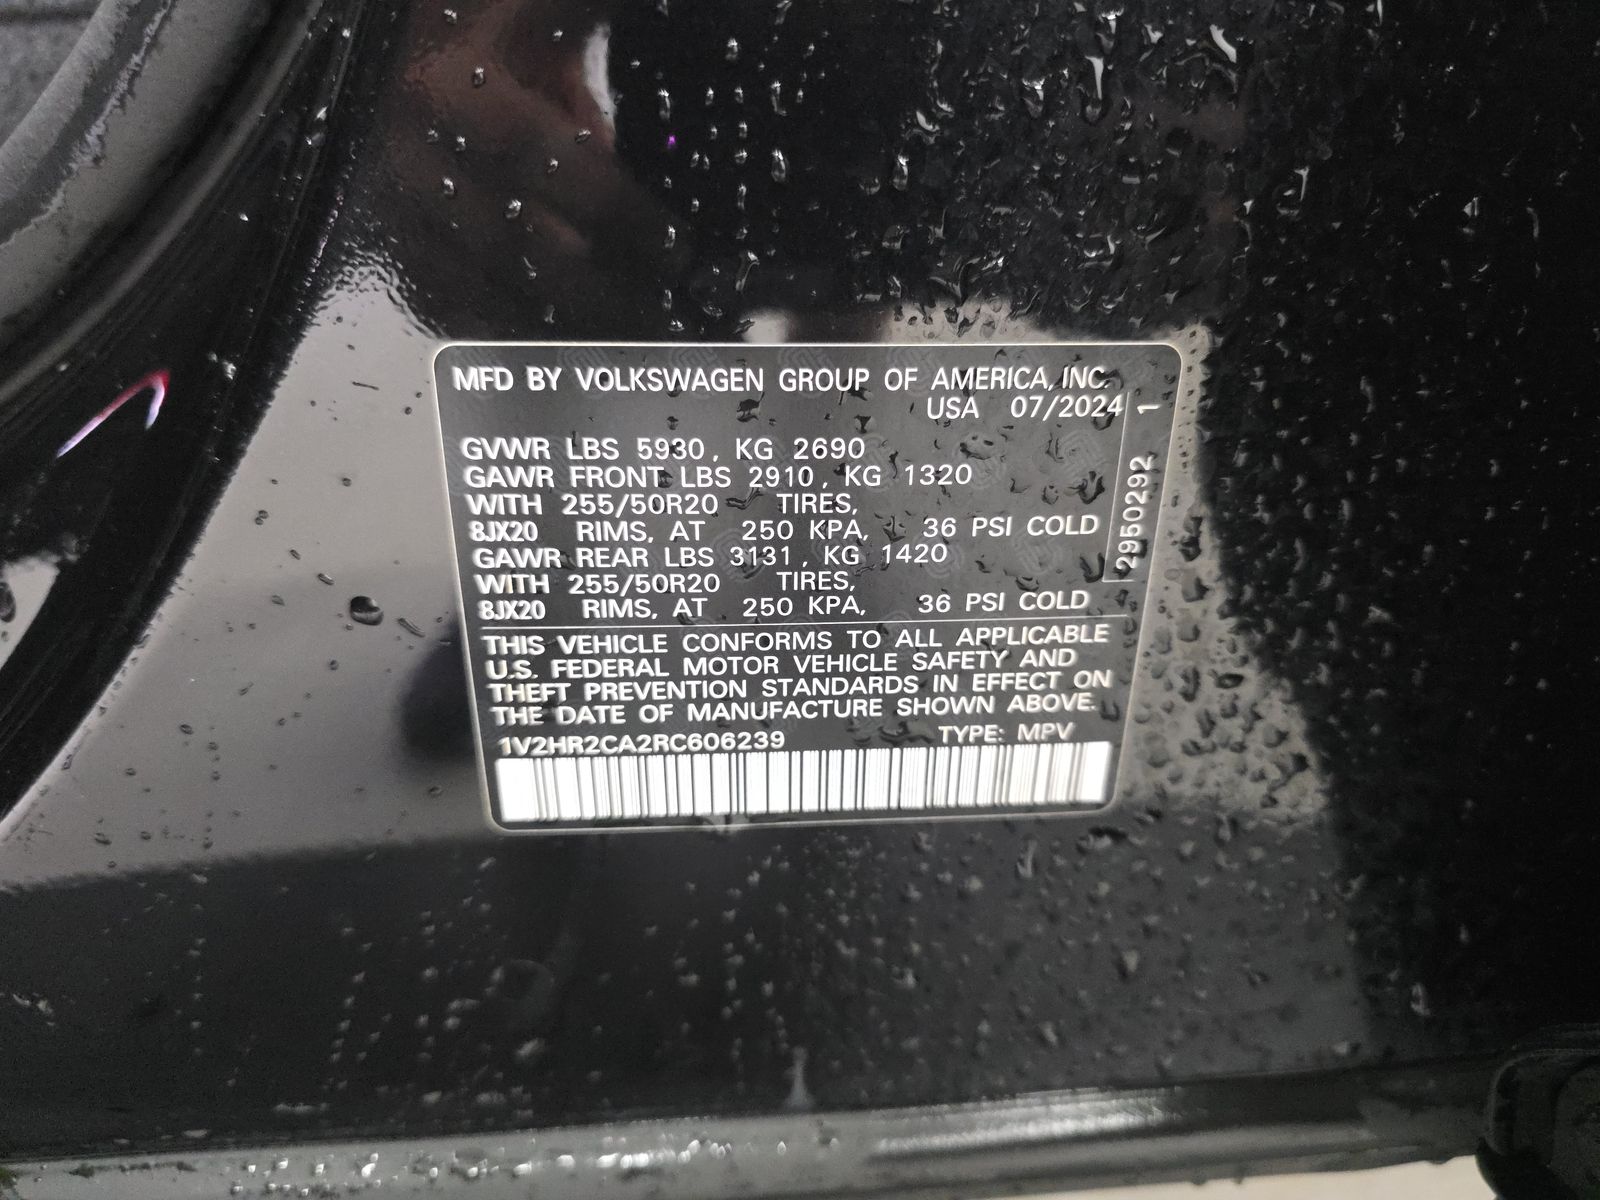 MFD BY VOLKSWAGEN GROUP OF AMERICA, INC.
USA 07/2024
GVWR LBS 5930, KG 2690
GAWR FRONT LBS 2910, KG 1320
WITH 255/50R20 TIRES,
8JX20 RIMS, AT 250 KPA, 36 PSI COLD
GAWR REAR LBS 3131, KG 1420
WITH 255/50R20 TIRES,
8JX20 RIMS, AT 250 KPA, 36 PSI COLD
2950292 1
THIS VEHICLE CONFORMS TO ALL APPLICABLE
U.S. FEDERAL MOTOR VEHICLE SAFETY AND
THEFT PREVENTION STANDARDS IN EFFECT ON
THE DATE OF MANUFACTURE SHOWN ABOVE.
1V2HR2CA2RC606239 TYPE: MPV